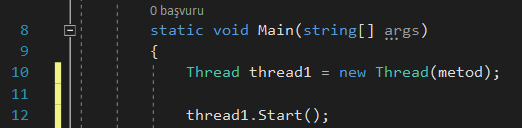 0 başvuru
8 static void Main(string[] args)
9 {
10 Thread thread1 = new Thread(metod);
11
12 thread1.Start();